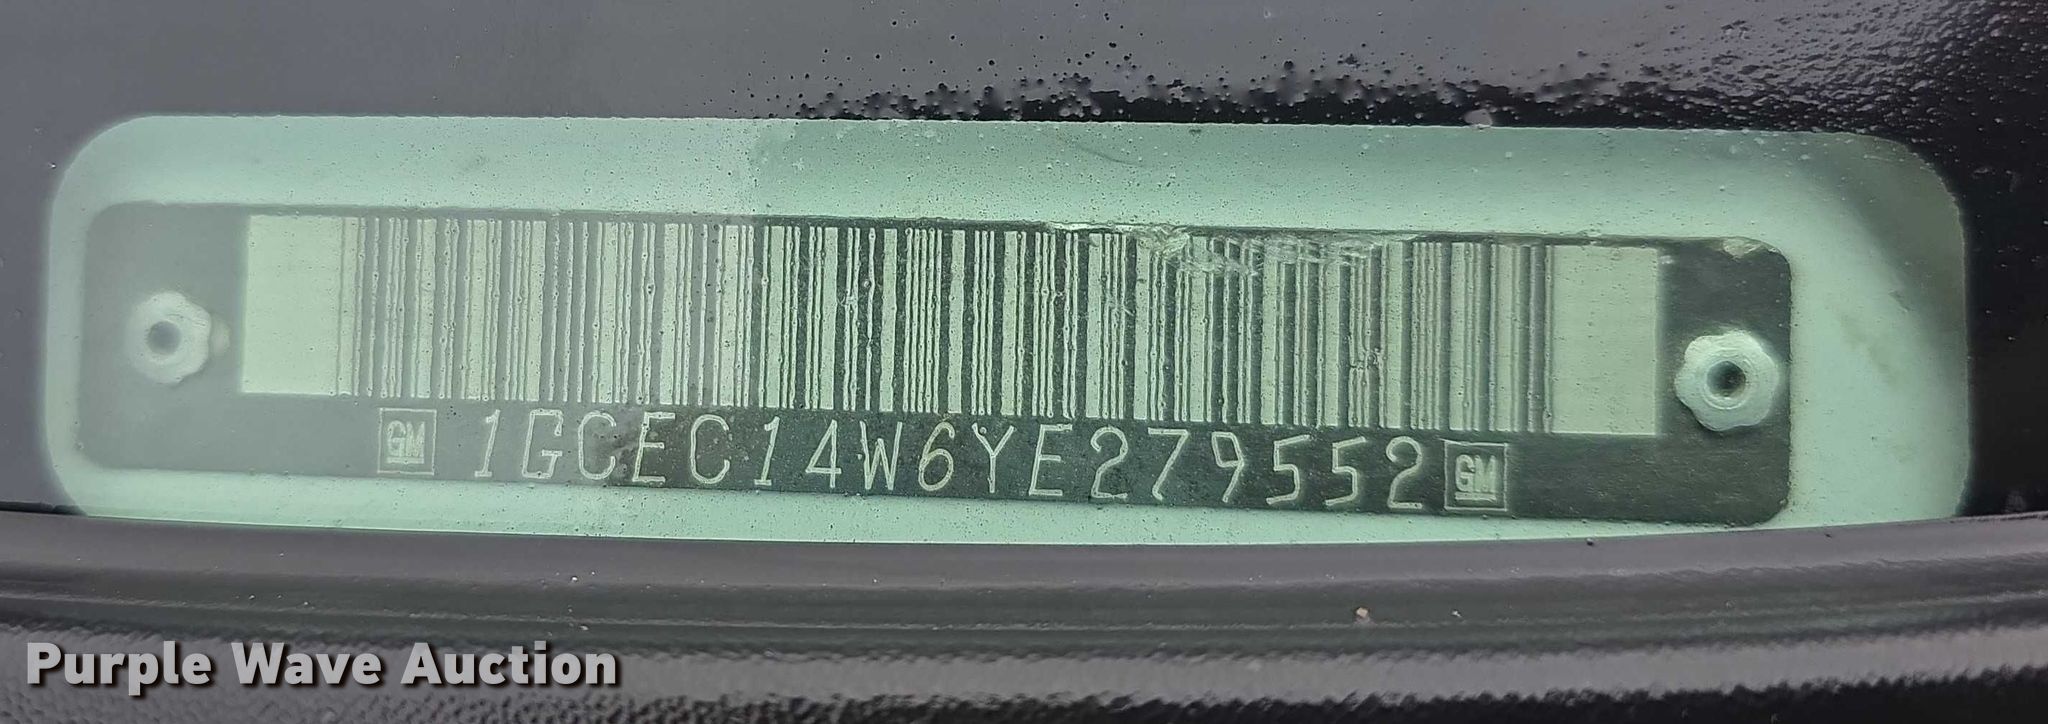 GM 1GCEC14W6YE279552 GM
Purple Wave Auction